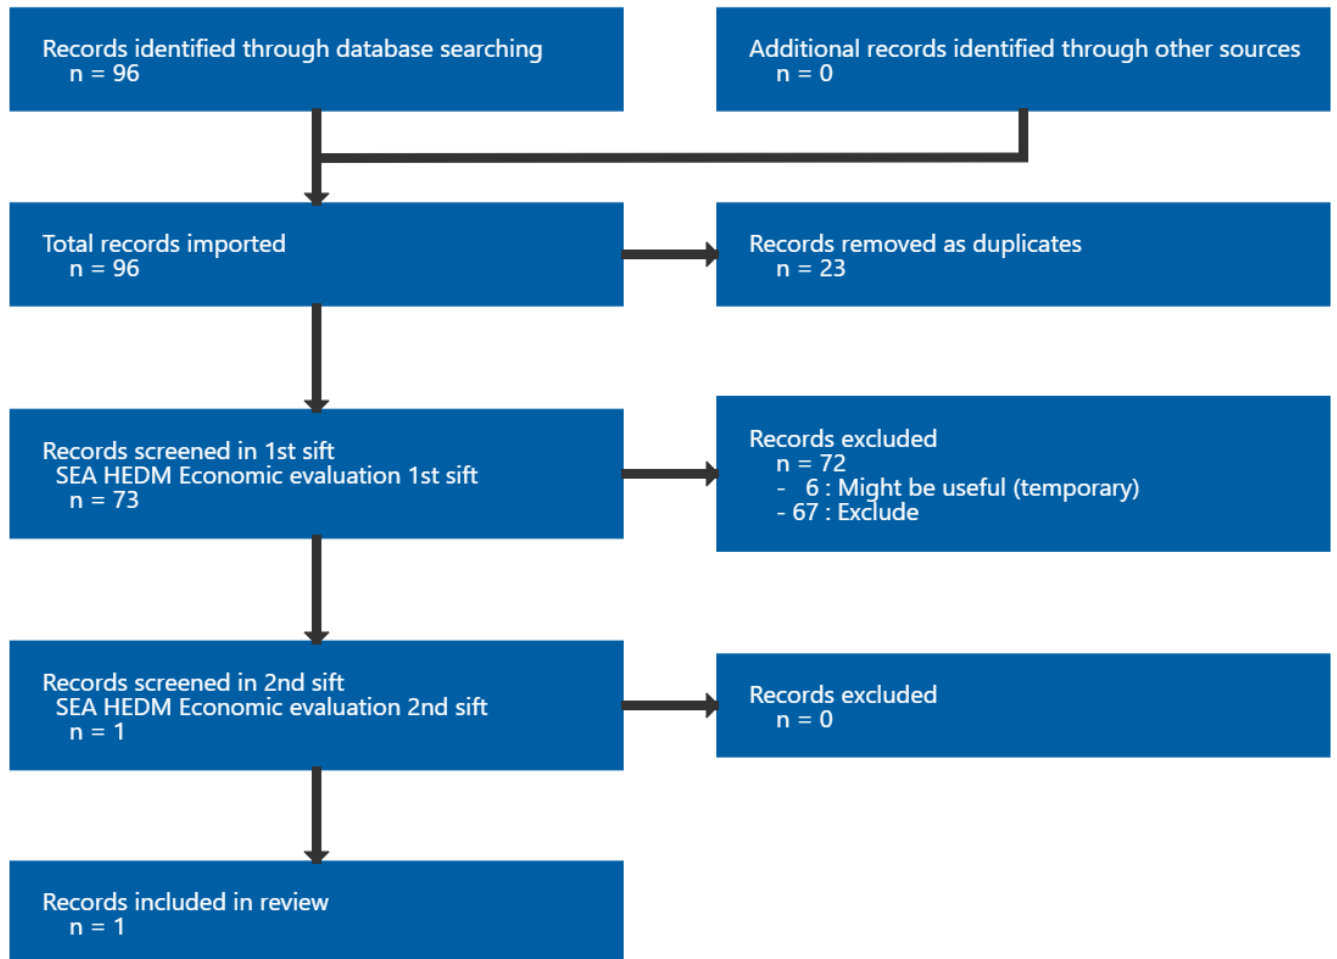 Records identified through database searching
n = 96
Additional records identified through other sources
n = 0
Total records imported
n = 96
Records removed as duplicates
n = 23
Records screened in 1st sift
SEA HEDM Economic evaluation 1st sift
n = 73
Records excluded
n = 72
- 6 : Might be useful (temporary)
- 67 : Exclude
Records screened in 2nd sift
SEA HEDM Economic evaluation 2nd sift
n = 1
Records excluded
n = 0
Records included in review
n = 1